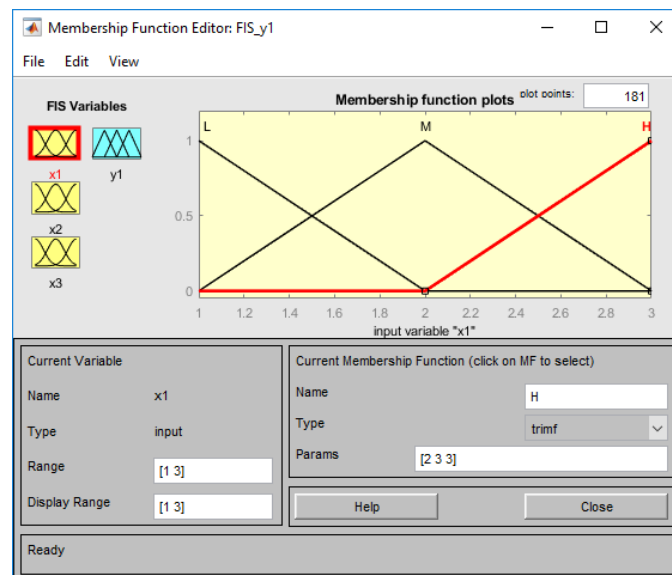 Membership Function Editor: FIS_y1
File Edit View
FIS Variables
x1
y1
x2
x3
Membership function plots
plot points:
181
L
M
H
1
0.5
0
1 1.2 1.4 1.6 1.8 2 2.2 2.4 2.6 2.8 3
input variable "x1"
Current Variable
Name x1
Type input
Range [1 3]
Display Range [1 3]
Current Membership Function (click on MF to select)
Name H
Type trimf
Params [2 3 3]
Help Close
Ready